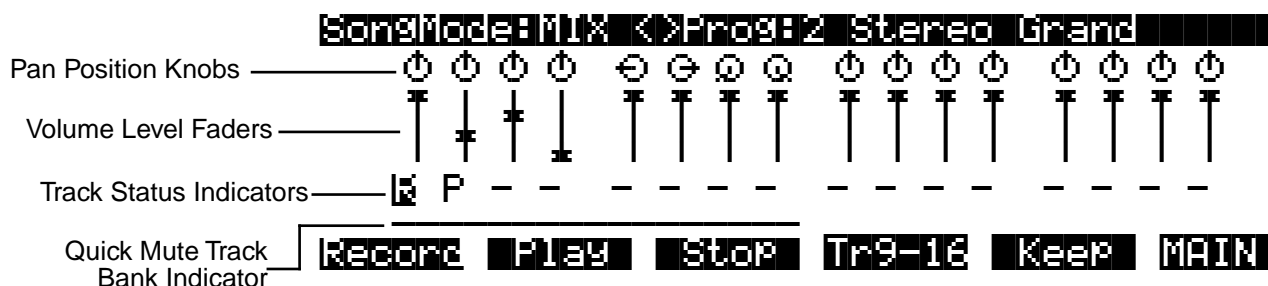 SongMode:MIX <>Prog:2 Stereo Grand
Pan Position Knobs
Volume Level Faders
Track Status Indicators
R P - - - - - - - - - - - - - -
Quick Mute Track
Bank Indicator
Record Play Stop Tr9-16 Keep MAIN